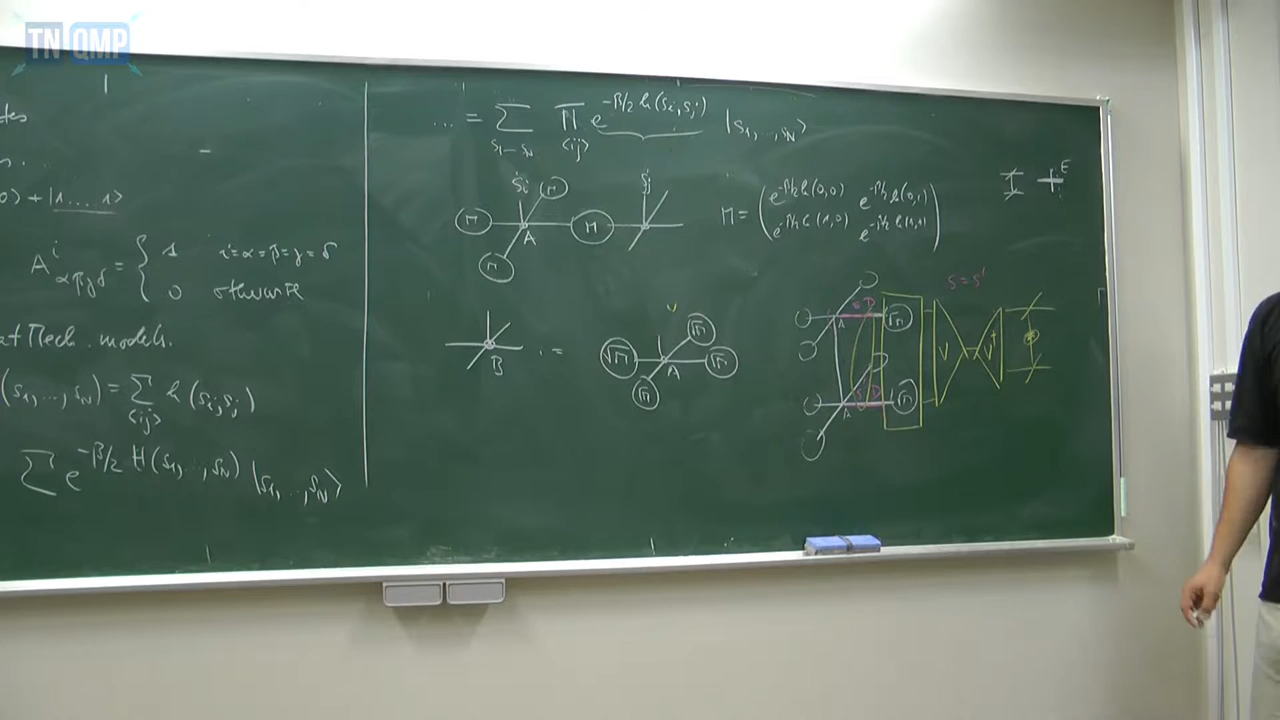 TN QMP
0) + |1....1>
A^i_{αβγδ} = { 1 i=α=β=γ=δ
0 otherwise
at Mech. models.
(s_1,...,s_N) = Σ_{<ij>} h(s_i,s_j)
Σ e^{-β/2 H(s_1,...,s_N)} |s_1,...,s_N>
... = Σ_{s_1...s_N} Π_{<ij>} e^{-β/2 h(s_i,s_j)} |s_1,...,s_N>
s_i M s_j
M A M
M
M = ( e^{-β/2 h(0,0)} e^{-β/2 h(0,1)}
e^{-β/2 h(1,0)} e^{-β/2 h(1,1)} )
E
B := √M √M A √M √M
s=s'
A D √M
V V†
A D √M